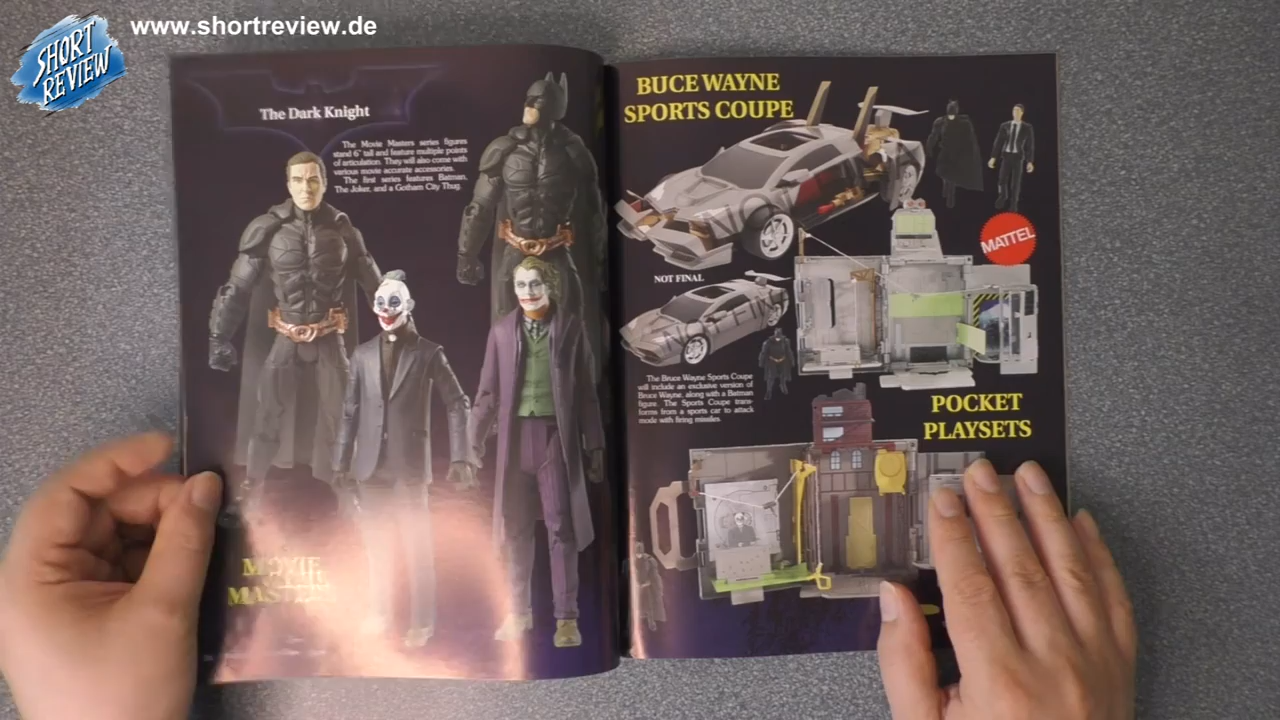 www.shortreview.de
SHORT
REVIEW
The Dark Knight
The Movie Masters series figures
stand 6" tall and feature multiple points
of articulation. They will also come with
various movie accurate accessories.
The first series features Batman,
The Joker, and a Gotham City Thug.
MOVIE
MASTERS
BUCE WAYNE
SPORTS COUPE
NOT
MATTEL
NOT FINAL
NOT FINAL
The Bruce Wayne Sports Coupe
will include an exclusive version of
Bruce Wayne, along with a Batman
figure. The Sports Coupe trans-
forms from a sports car to attack
mode with firing missiles.
POCKET
PLAYSETS